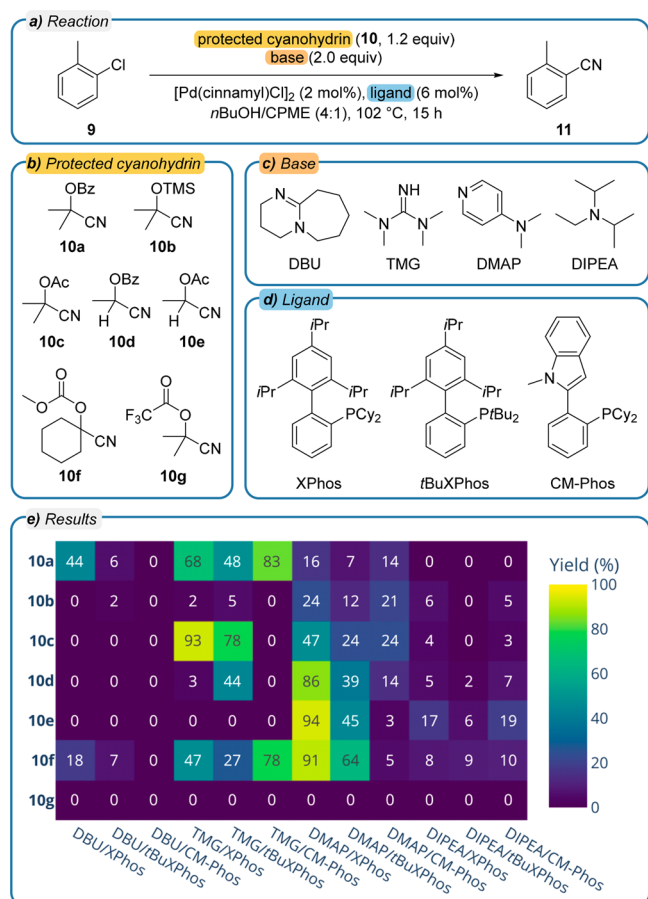 a) Reaction
protected cyanohydrin (10, 1.2 equiv)
base (2.0 equiv)
[Pd(cinnamyl)Cl]2 (2 mol%), ligand (6 mol%)
nBuOH/CPME (4:1), 102 °C, 15 h
Cl
9
CN
11
b) Protected cyanohydrin
OBz
CN
10a
OTMS
CN
10b
OAc
CN
10c
OBz
H
CN
10d
OAc
H
CN
10e
O
O
O
CN
10f
O
F3C
O
CN
10g
c) Base
N
N
DBU
NH
N
N
TMG
N
N
DMAP
N
DIPEA
d) Ligand
iPr
iPr
iPr
PCy2
XPhos
iPr
iPr
iPr
PtBu2
tBuXPhos
N
PCy2
CM-Phos
e) Results
10a 44 6 0 68 48 83 16 7 14 0 0 0
10b 0 2 0 2 5 0 24 12 21 6 0 5
10c 0 0 0 93 78 0 47 24 24 4 0 3
10d 0 0 0 3 44 0 86 39 14 5 2 7
10e 0 0 0 0 0 0 94 45 3 17 6 19
10f 18 7 0 47 27 78 91 64 5 8 9 10
10g 0 0 0 0 0 0 0 0 0 0 0 0
DBU/XPhos
DBU/tBuXPhos
DBU/CM-Phos
TMG/XPhos
TMG/tBuXPhos
TMG/CM-Phos
DMAP/XPhos
DMAP/tBuXPhos
DMAP/CM-Phos
DIPEA/XPhos
DIPEA/tBuXPhos
DIPEA/CM-Phos
Yield (%)
100
80
60
40
20
0